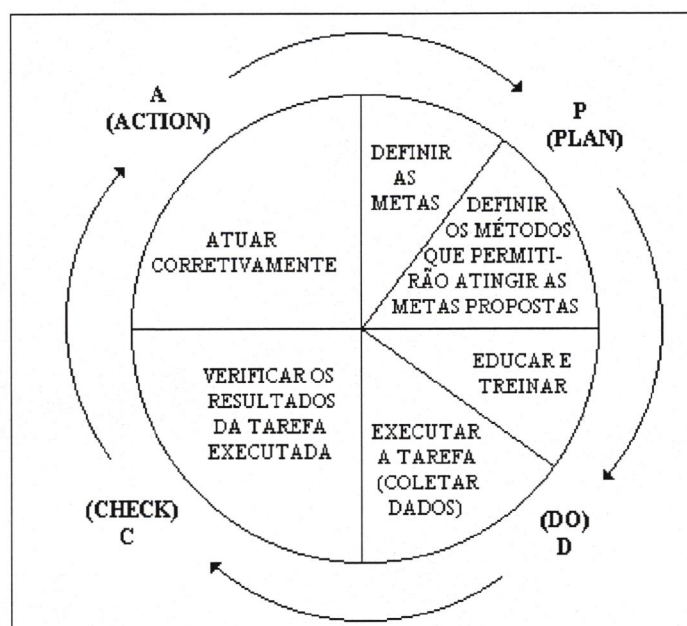 A
(ACTION)
P
(PLAN)
DEFINIR
AS
METAS
DEFINIR
OS MÉTODOS
QUE PERMITI-
RÃO ATINGIR AS
METAS PROPOSTAS
ATUAR
CORRETIVAMENTE
EDUCAR E
TREINAR
VERIFICAR OS
RESULTADOS
DA TAREFA
EXECUTADA
EXECUTAR
A TAREFA
(COLETAR
DADOS)
(CHECK)
C
(DO)
D